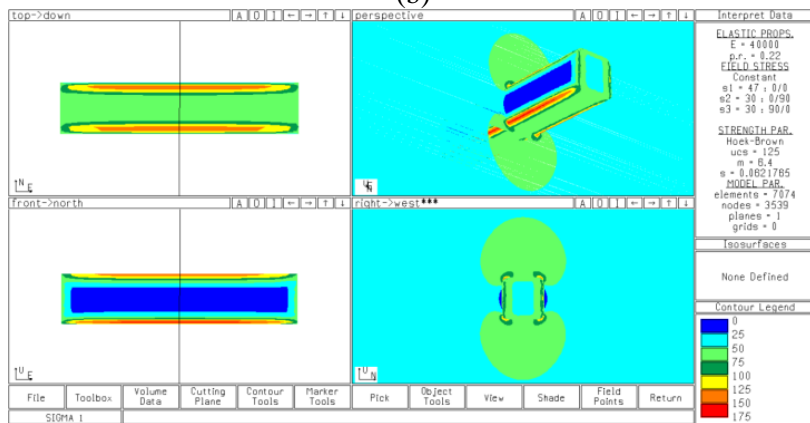 (b)
top->down
A O I ← → ↑ ↓
perspective
A O I ← → ↑ ↓
Interpret Data
ELASTIC PROPS.
E = 40000
p.r. = 0.22
FIELD STRESS
Constant
s1 = 47 : 0/0
s2 = 30 : 0/90
s3 = 30 : 90/0
STRENGTH PAR.
Hoek-Brown
ucs = 125
m = 6.4
s = 0.0621765
MODEL PAR.
elements = 7074
nodes = 3539
planes = 1
grids = 0
Isosurfaces
None Defined
Contour Legend
0
25
50
75
100
125
150
175
N
E
front->north
A O I ← → ↑ ↓
right->west***
A O I ← → ↑ ↓
U
E
U
N
File
Toolbox
Volume Data
Cutting Plane
Contour Tools
Marker Tools
Pick
Object Tools
View
Shade
Field Points
Return
SIGMA 1